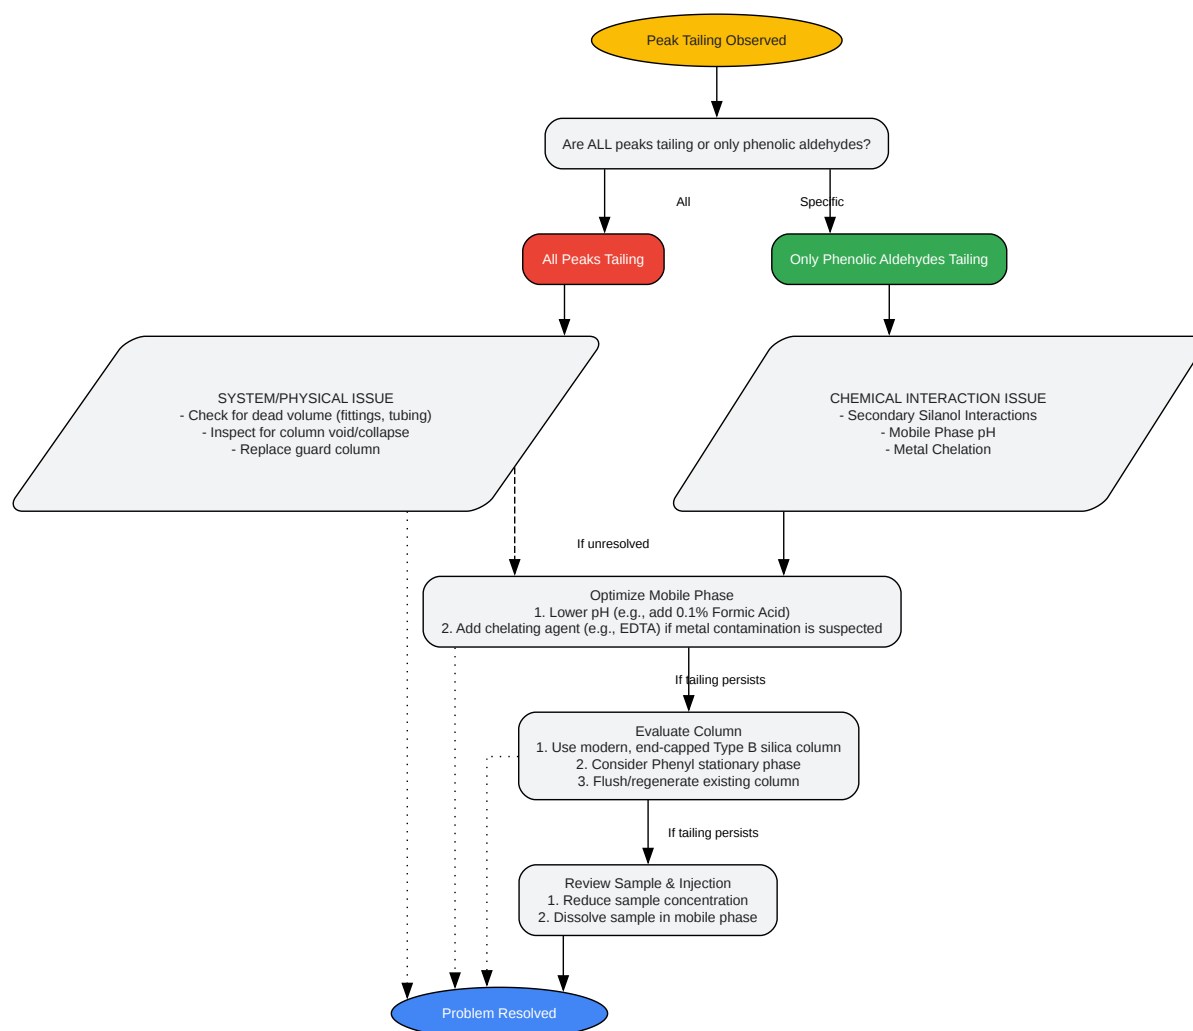 Peak Tailing Observed
Are ALL peaks tailing or only phenolic aldehydes?
All
Specific
All Peaks Tailing
Only Phenolic Aldehydes Tailing
SYSTEM/PHYSICAL ISSUE
- Check for dead volume (fittings, tubing)
- Inspect for column void/collapse
- Replace guard column
CHEMICAL INTERACTION ISSUE
- Secondary Silanol Interactions
- Mobile Phase pH
- Metal Chelation
If unresolved
Optimize Mobile Phase
1. Lower pH (e.g., add 0.1% Formic Acid)
2. Add chelating agent (e.g., EDTA) if metal contamination is suspected
If tailing persists
Evaluate Column
1. Use modern, end-capped Type B silica column
2. Consider Phenyl stationary phase
3. Flush/regenerate existing column
If tailing persists
Review Sample & Injection
1. Reduce sample concentration
2. Dissolve sample in mobile phase
Problem Resolved